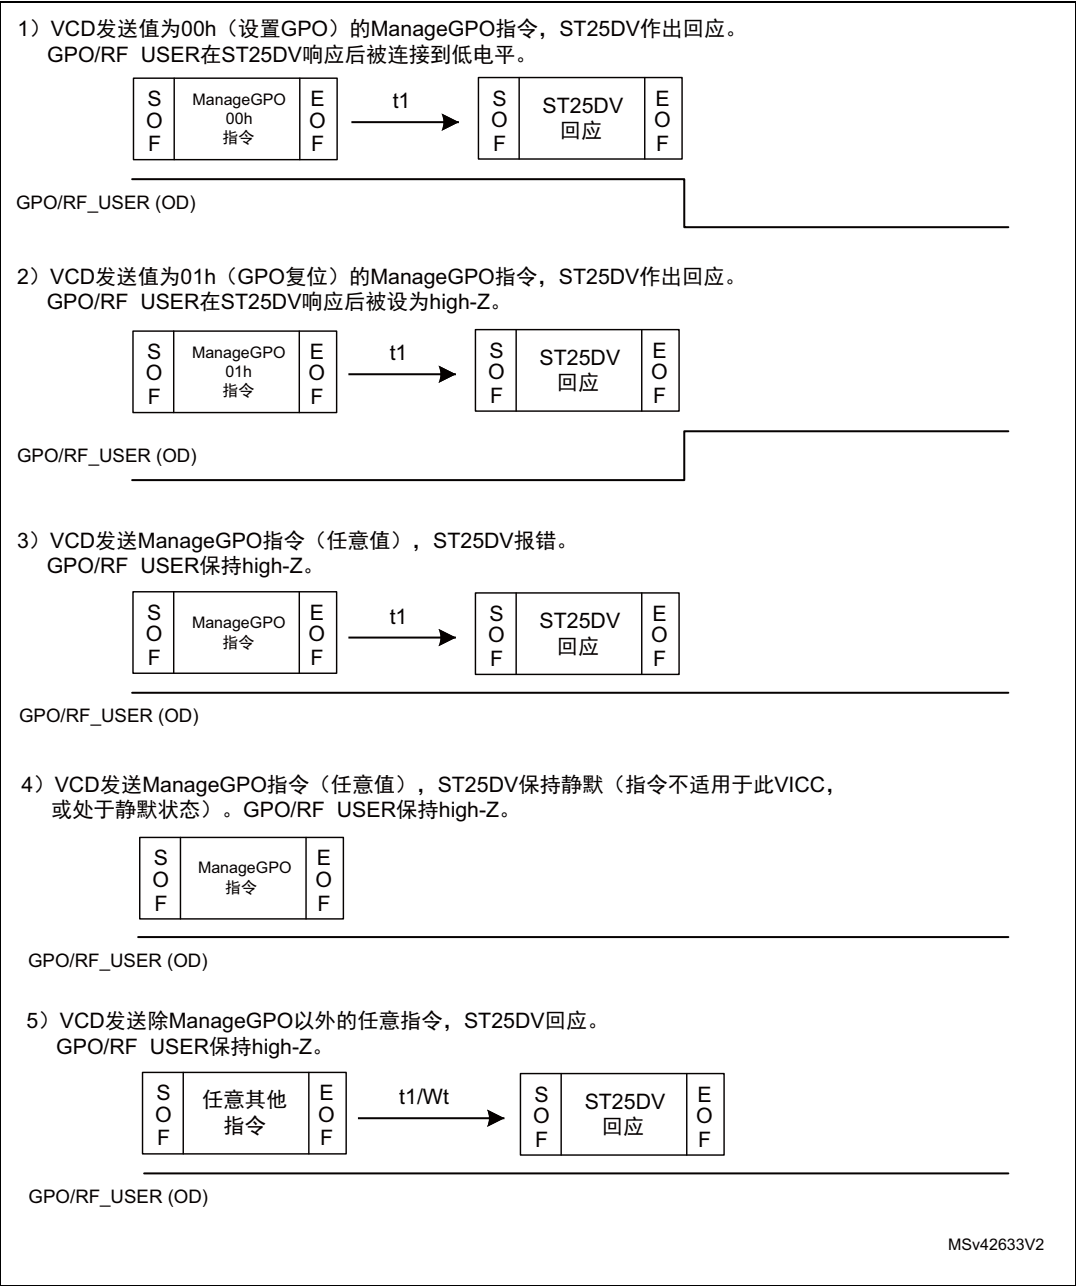 1）VCD发送值为00h（设置GPO）的ManageGPO指令，ST25DV作出回应。
GPO/RF USER在ST25DV响应后被连接到低电平。
S
O
F
ManageGPO
00h
指令
E
O
F
t1
S
O
F
ST25DV
回应
E
O
F
GPO/RF_USER (OD)
2）VCD发送值为01h（GPO复位）的ManageGPO指令，ST25DV作出回应。
GPO/RF USER在ST25DV响应后被设为high-Z。
S
O
F
ManageGPO
01h
指令
E
O
F
t1
S
O
F
ST25DV
回应
E
O
F
GPO/RF_USER (OD)
3）VCD发送ManageGPO指令（任意值），ST25DV报错。
GPO/RF USER保持high-Z。
S
O
F
ManageGPO
指令
E
O
F
t1
S
O
F
ST25DV
回应
E
O
F
GPO/RF_USER (OD)
4）VCD发送ManageGPO指令（任意值），ST25DV保持静默（指令不适用于此VICC，
或处于静默状态）。GPO/RF USER保持high-Z。
S
O
F
ManageGPO
指令
E
O
F
GPO/RF_USER (OD)
5）VCD发送除ManageGPO以外的任意指令，ST25DV回应。
GPO/RF USER保持high-Z。
S
O
F
任意其他
指令
E
O
F
t1/Wt
S
O
F
ST25DV
回应
E
O
F
GPO/RF_USER (OD)
MSv42633V2